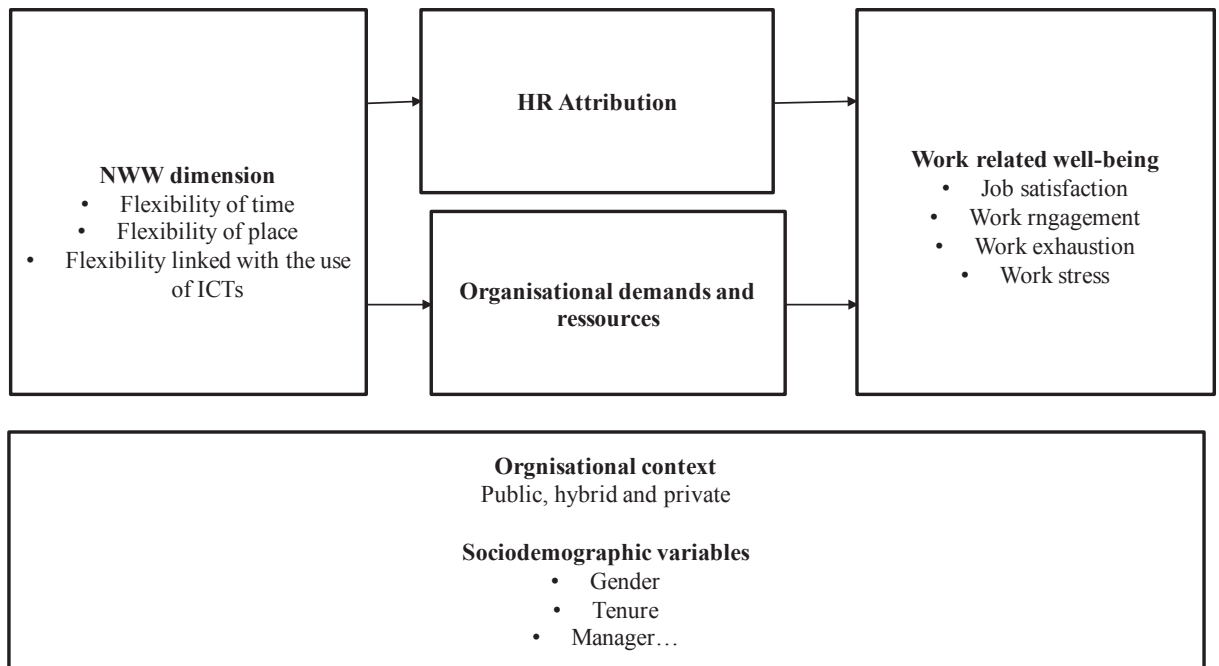 NWW dimension
• Flexibility of time
• Flexibility of place
• Flexibility linked with the use
of ICTs
HR Attribution
Organisational demands and
ressources
Work related well-being
• Job satisfaction
• Work rngagement
• Work exhaustion
• Work stress
Orgnisational context
Public, hybrid and private
Sociodemographic variables
• Gender
• Tenure
• Manager…